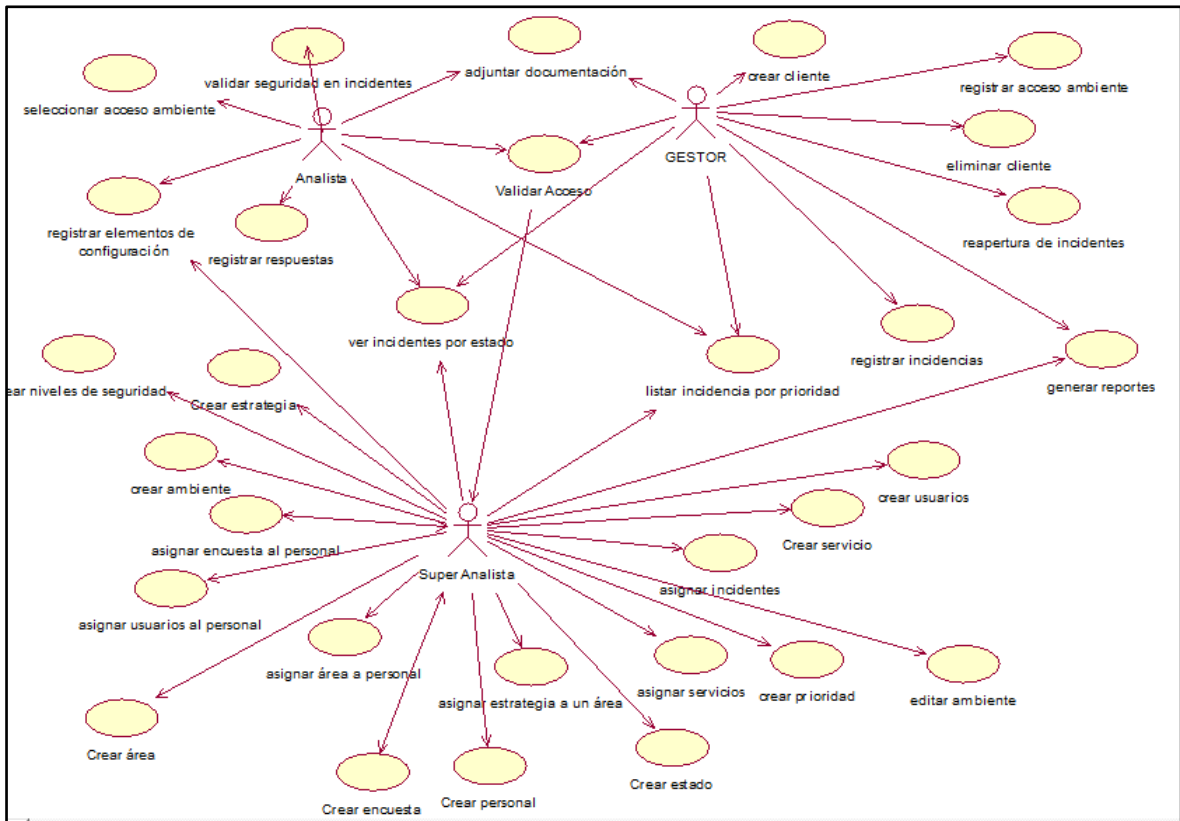 validar seguridad en incidentes
adjuntar documentación
crear cliente
registrar acceso ambiente
seleccionar acceso ambiente
Analista
GESTOR
eliminar cliente
Validar Acceso
registrar elementos de
configuración
registrar respuestas
reapertura de incidentes
ver incidentes por estado
registrar incidencias
listar incidencia por prioridad
generar reportes
ear niveles de seguridad
Crear estrategia
crear ambiente
crear usuarios
asignar encuesta al personal
Crear servicio
Super Analista
asignar incidentes
asignar usuarios al personal
asignar área a personal
asignar estrategia a un área
asignar servicios
crear prioridad
editar ambiente
Crear área
Crear encuesta
Crear personal
Crear estado